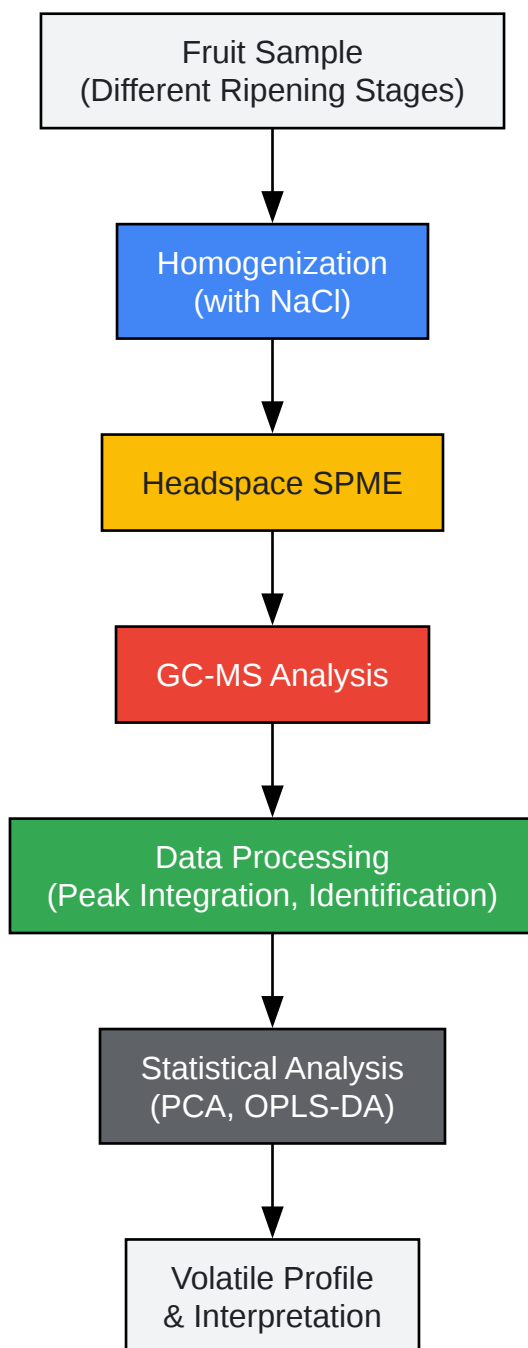 Fruit Sample
(Different Ripening Stages)
Homogenization
(with NaCl)
Headspace SPME
GC-MS Analysis
Data Processing
(Peak Integration, Identification)
Statistical Analysis
(PCA, OPLS-DA)
Volatile Profile
& Interpretation